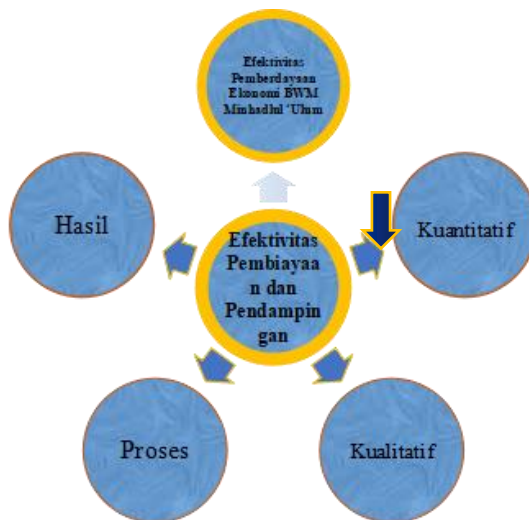 Efektivitas
Pemberdayaan
Ekonomi BWM
Minhadlul ‘Ulum
Hasil
Kuantitatif
Efektivitas
Pembiayaa
n dan
Pendampin
gan
Proses
Kualitatif